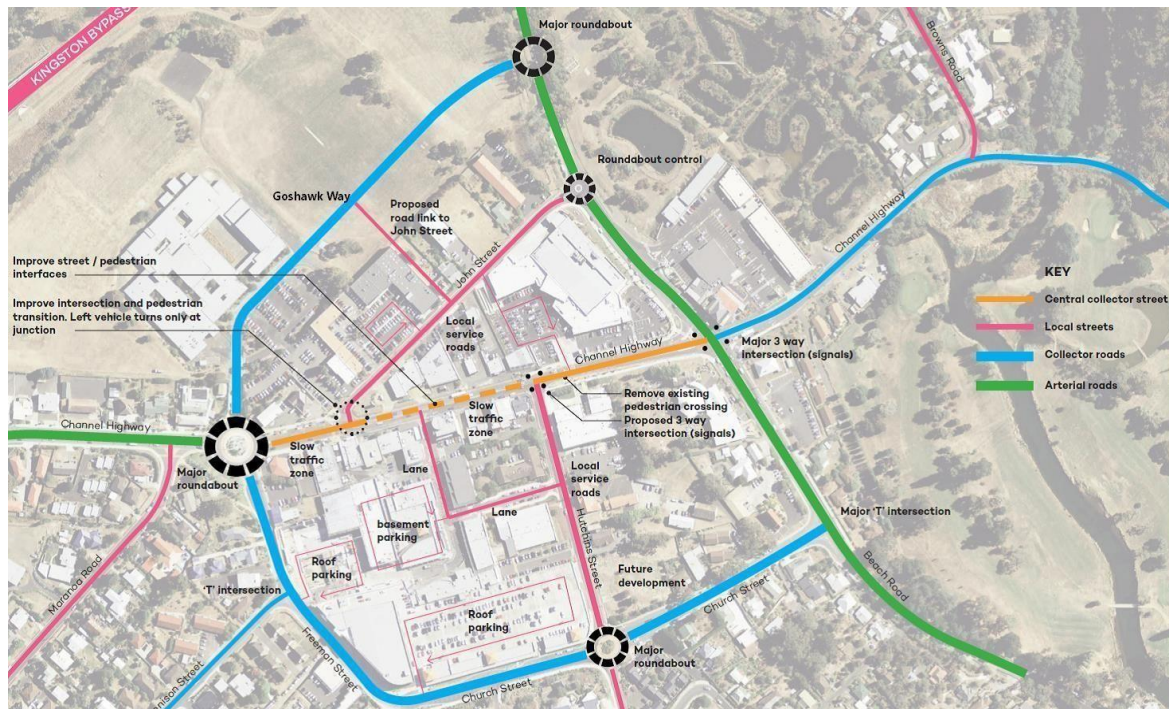 KINGSTON BYPASS
Major roundabout
Browns Road
Roundabout control
Goshawk Way
Proposed
road link to
John Street
John Street
Channel Highway
Improve street / pedestrian
interfaces
Improve intersection and pedestrian
transition. Left vehicle turns only at
junction
KEY
Central collector street
Local streets
Collector roads
Arterial roads
Local
service
roads
Channel Highway
Major 3 way
intersection (signals)
Remove existing
pedestrian crossing
Proposed 3 way
intersection (signals)
Slow
traffic
zone
Channel Highway
Slow
traffic
zone
Major
roundabout
Lane
Local
service
roads
Lane
basement
parking
Hutchins Street
Major 'T' intersection
Maranoa Road
Roof
parking
'T' intersection
Future
development
Beach Road
Church Street
Roof
parking
Freeman Street
Major
roundabout
nison Street
Church Street